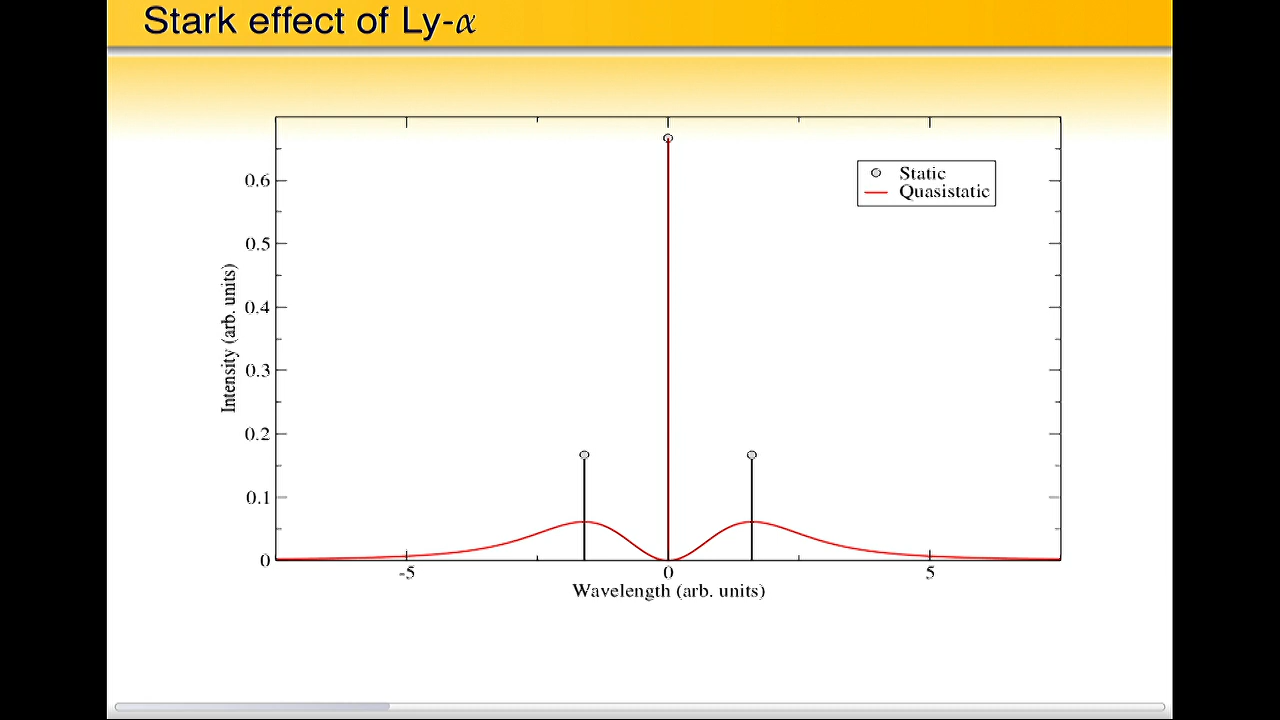 Stark effect of Ly-α
Static
Quasistatic
0.6
0.5
0.4
0.3
0.2
0.1
0
Intensity (arb. units)
-5
0
5
Wavelength (arb. units)